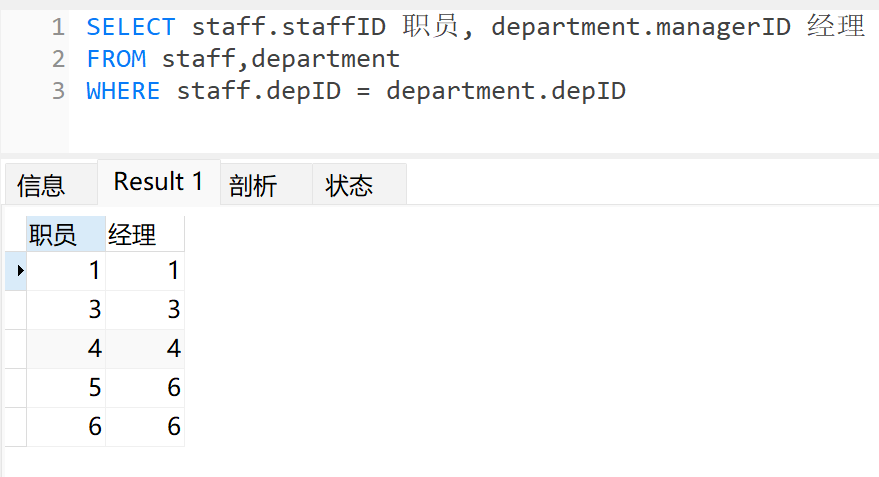 1 SELECT staff.staffID 职员, department.managerID 经理
2 FROM staff,department
3 WHERE staff.depID = department.depID
信息 Result 1 剖析 状态
职员 经理
1 1
3 3
4 4
5 6
6 6